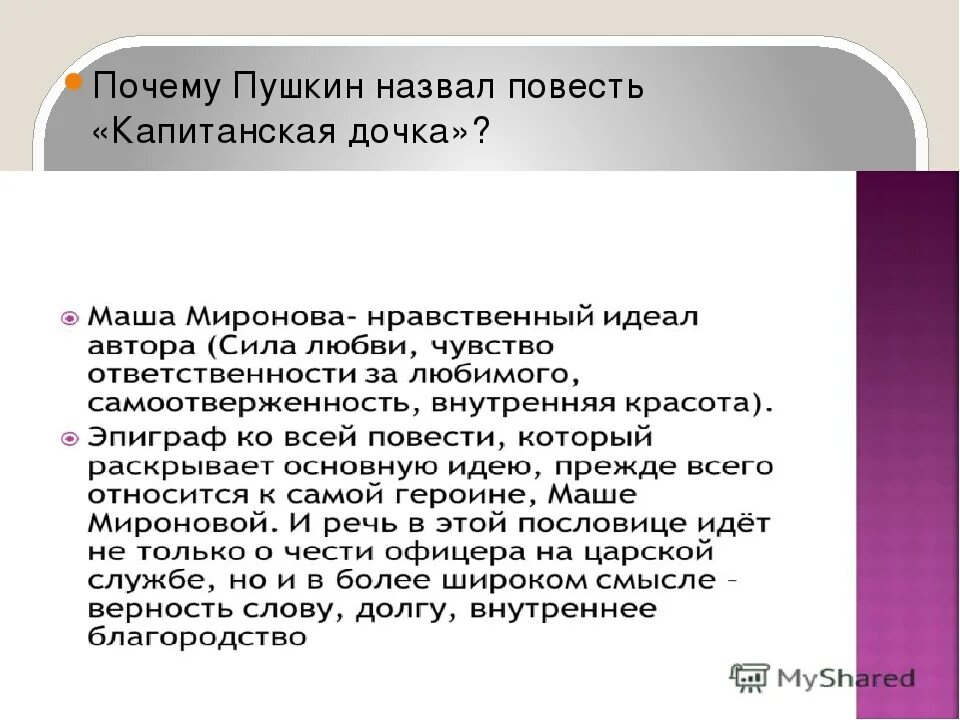 Почему Пушкин назвал повесть
«Капитанская дочка»?
Маша Миронова- нравственный идеал
автора (Сила любви, чувство
ответственности за любимого,
самоотверженность, внутренняя красота).
Эпиграф ко всей повести, который
раскрывает основную идею, прежде всего
относится к самой героине, Маше
Мироновой. И речь в этой пословице идёт
не только о чести офицера на царской
службе, но и в более широком смысле –
верность слову, долгу, внутреннее
благородство
MyShared